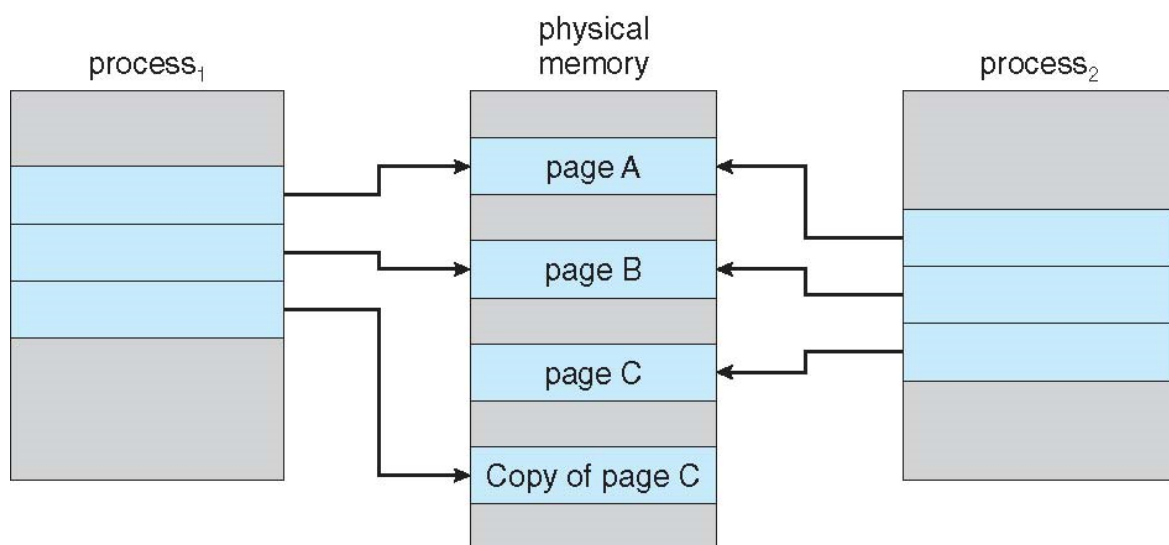 process₁
physical
memory
process₂
page A
page B
page C
Copy of page C